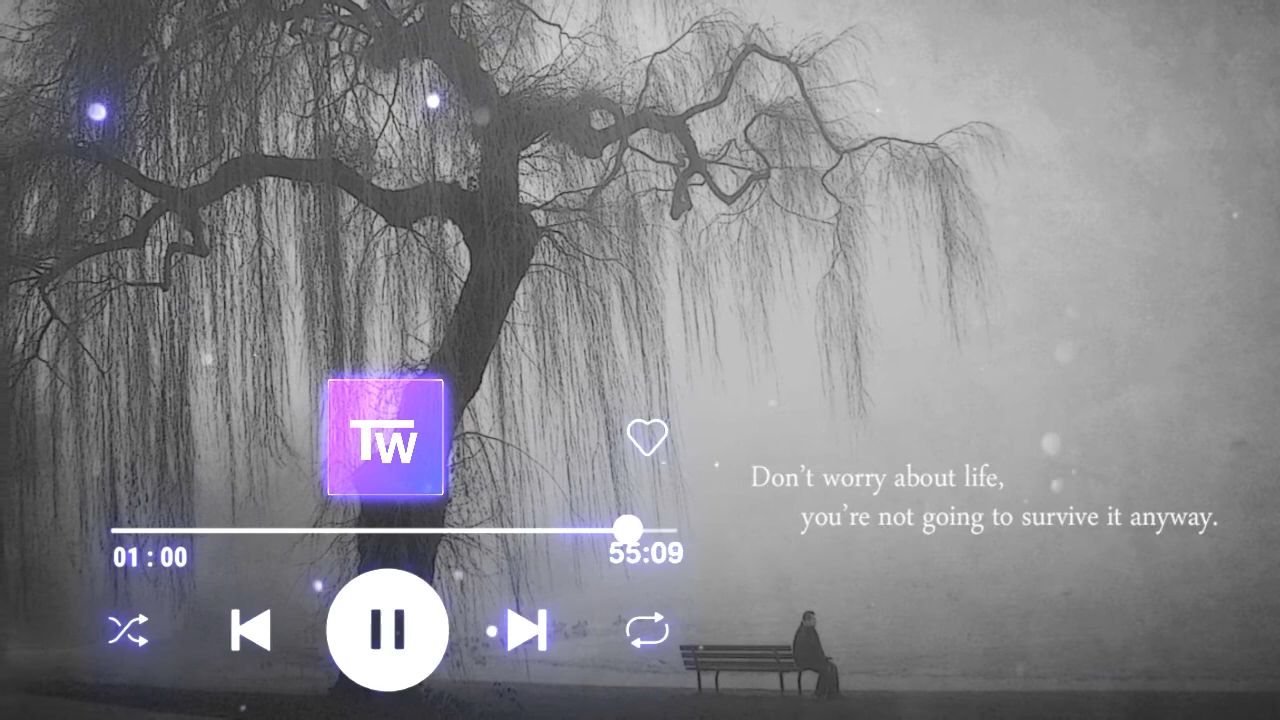 TW
Don't worry about life,
you're not going to survive it anyway.
01 : 00
55:09